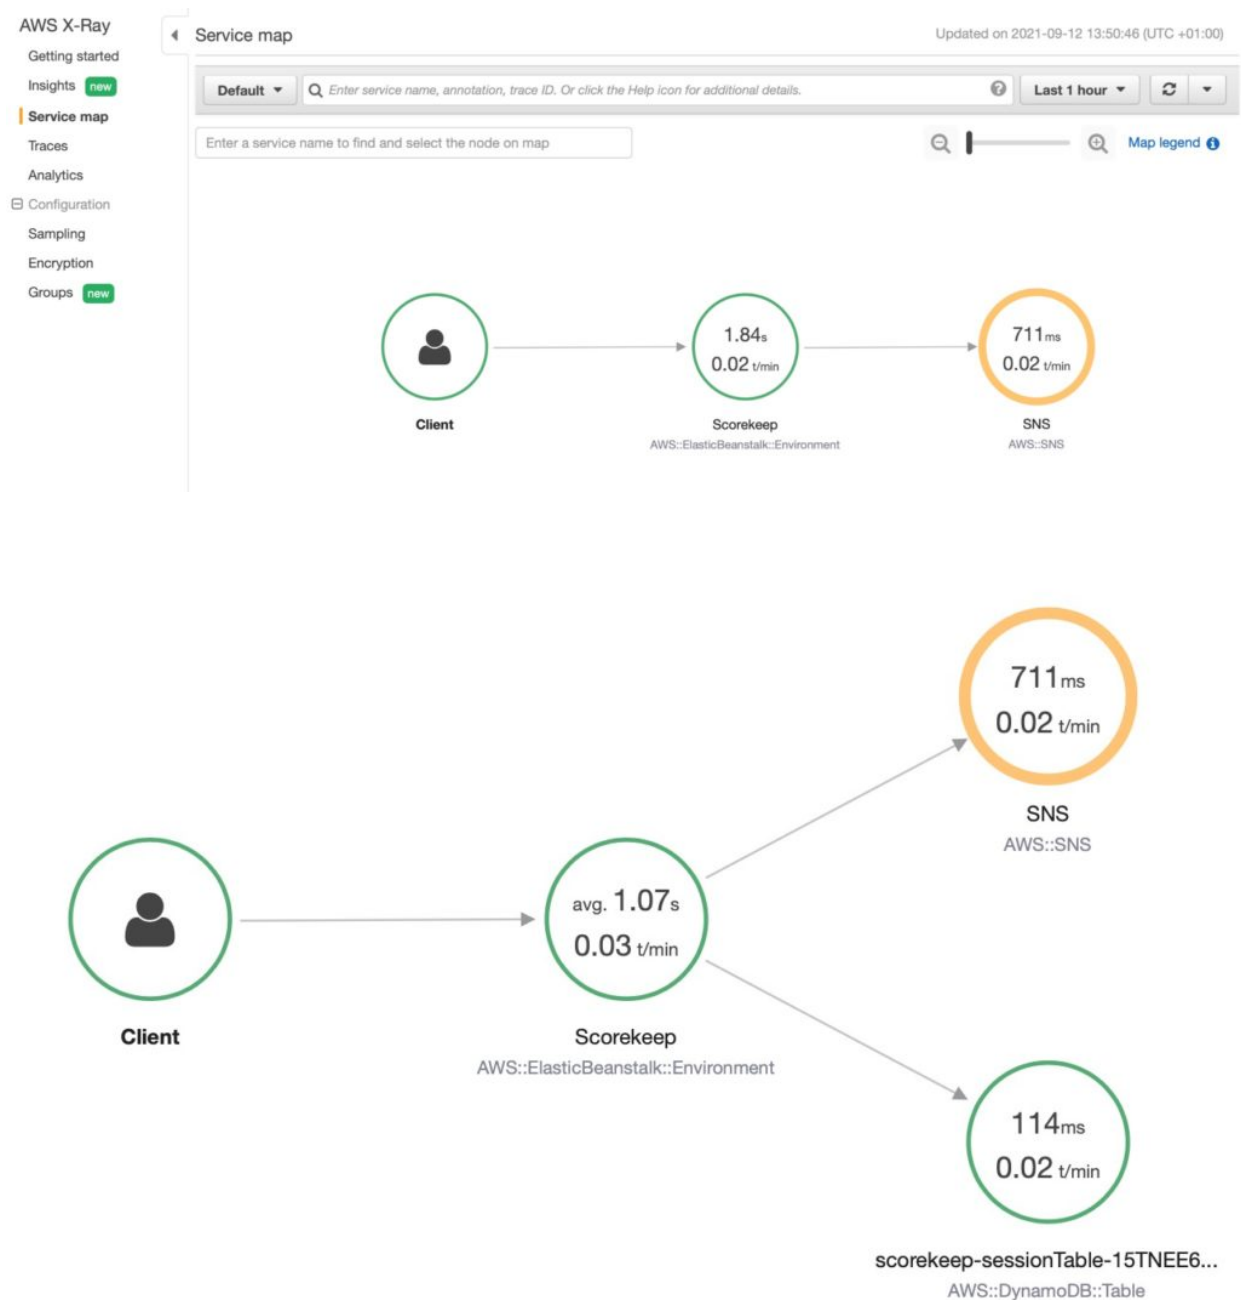 AWS X-Ray
Getting started
Insights new
Service map
Traces
Analytics
Configuration
Sampling
Encryption
Groups new
Service map
Updated on 2021-09-12 13:50:46 (UTC +01:00)
Default
Enter service name, annotation, trace ID. Or click the Help icon for additional details.
Last 1 hour
Enter a service name to find and select the node on map
Map legend
Client
1.84s
0.02 t/min
Scorekeep
AWS::ElasticBeanstalk::Environment
711ms
0.02 t/min
SNS
AWS::SNS
711ms
0.02 t/min
SNS
AWS::SNS
Client
avg. 1.07s
0.03 t/min
Scorekeep
AWS::ElasticBeanstalk::Environment
114ms
0.02 t/min
scorekeep-sessionTable-15TNEE6...
AWS::DynamoDB::Table